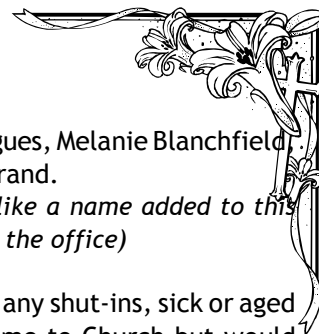 gues, Melanie Blanchfield,
rand.
like a name added to this
the office)
any shut-ins, sick or aged
me to Church but would